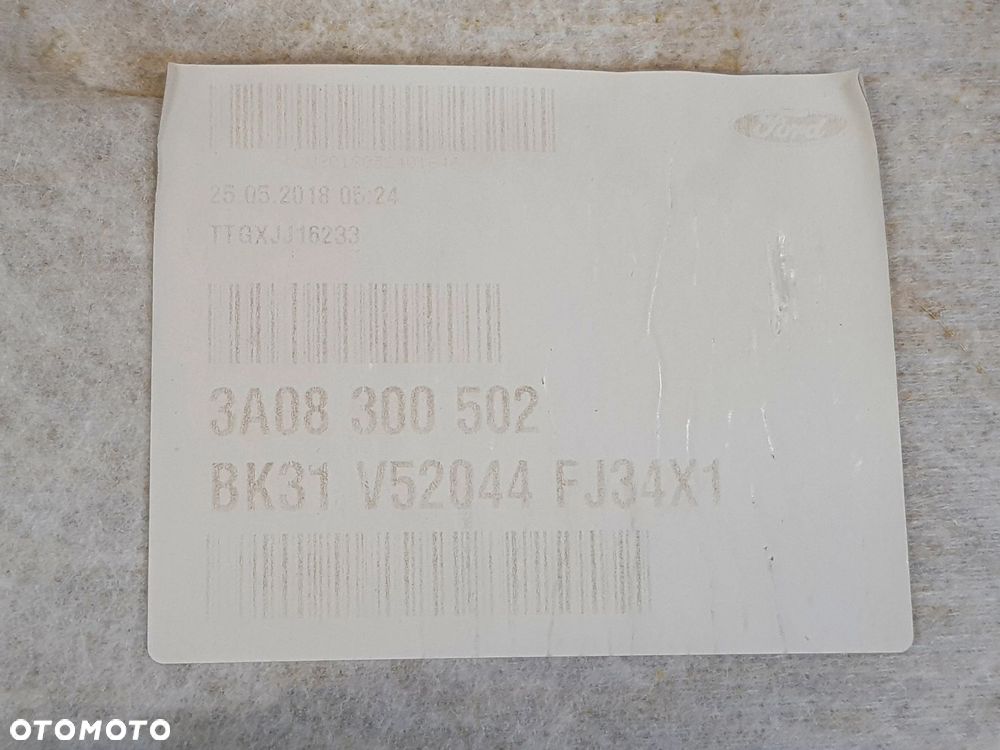 Ford
25.05.2018 05:24
TTGXJJ16233
3A08 300 502
BK31 V52044 FJ34X1
OTOMOTO